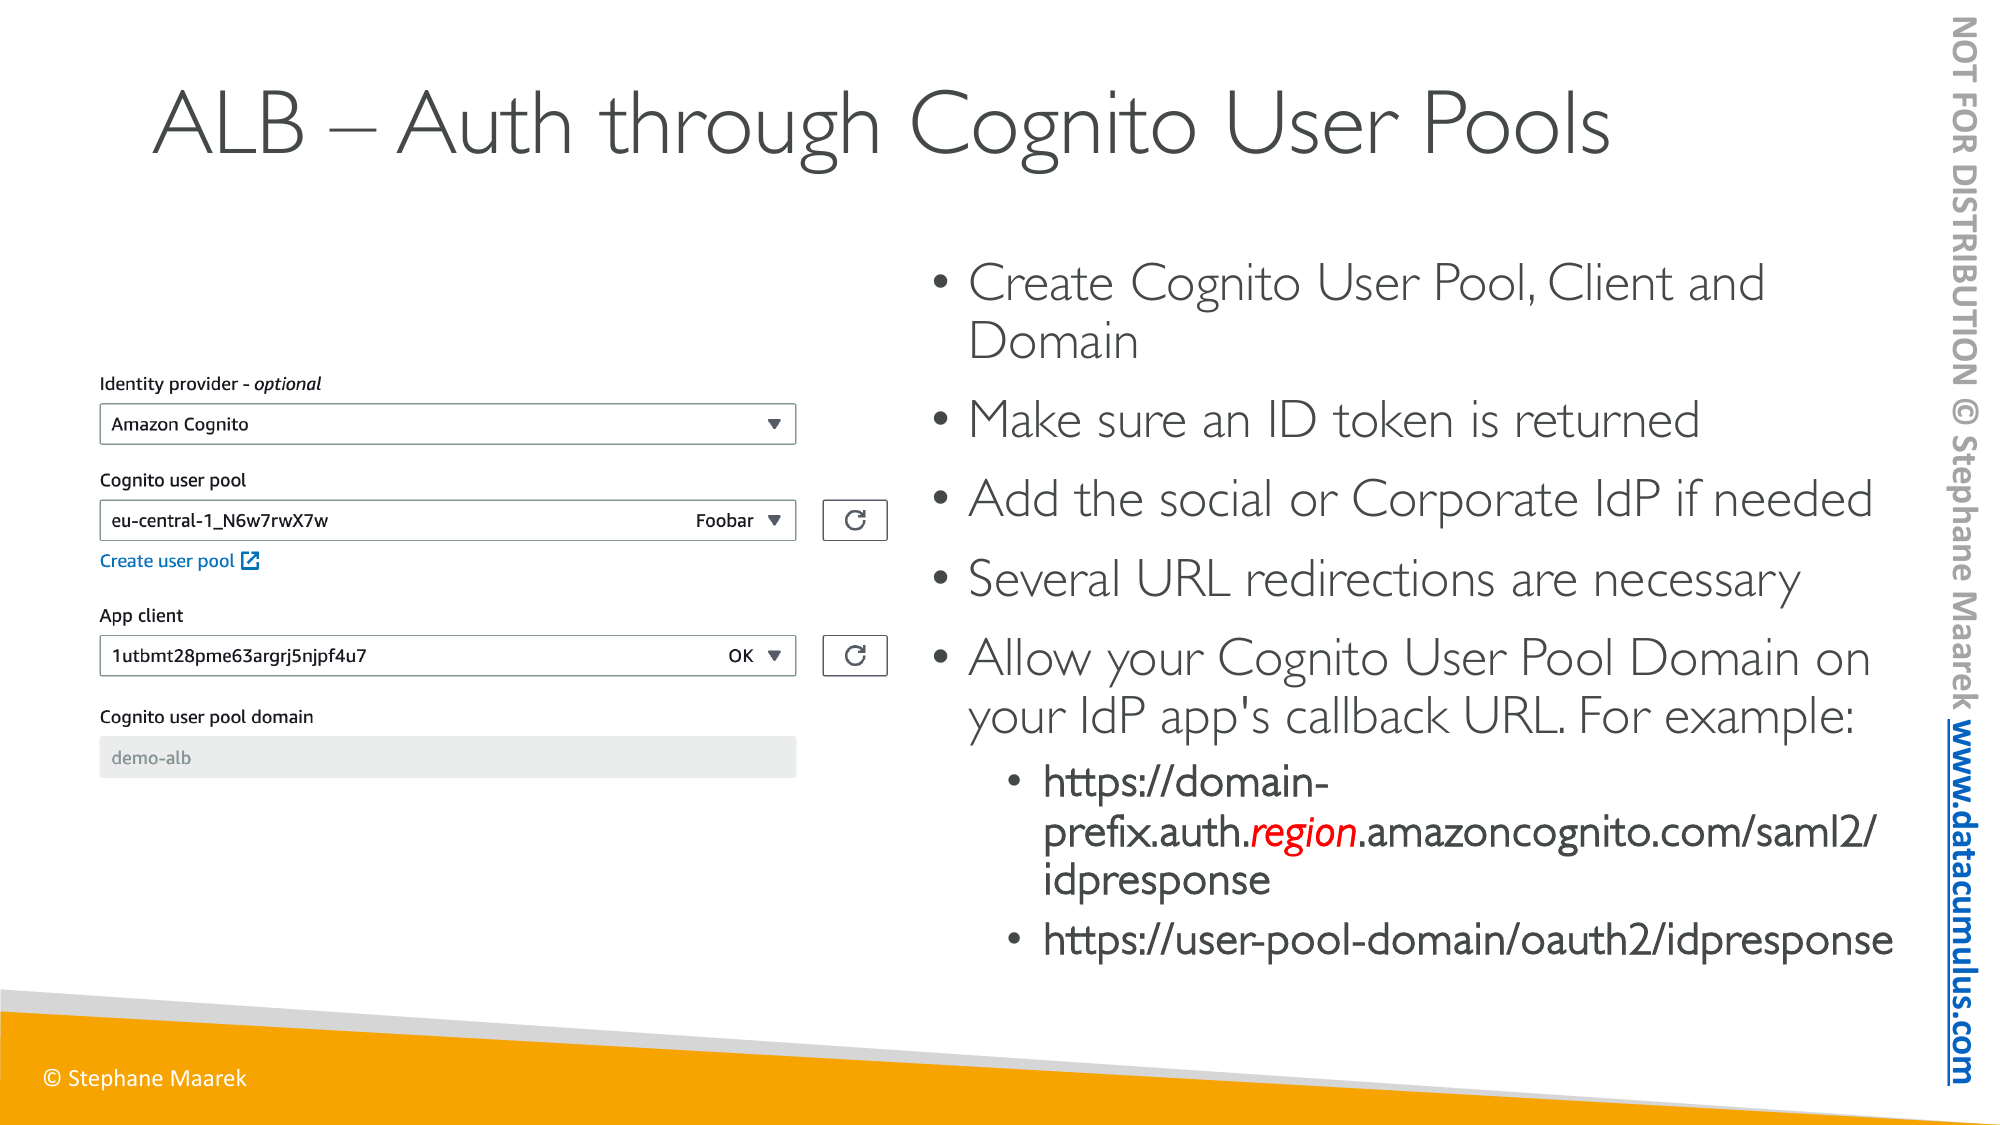 ALB – Auth through Cognito User Pools
Identity provider - optional
Amazon Cognito
Cognito user pool
eu-central-1_N6w7rwX7w Foobar
Create user pool
App client
1utbmt28pme63argrj5njpf4u7 OK
Cognito user pool domain
demo-alb
• Create Cognito User Pool, Client and
Domain
• Make sure an ID token is returned
• Add the social or Corporate IdP if needed
• Several URL redirections are necessary
• Allow your Cognito User Pool Domain on
your IdP app's callback URL. For example:
• https://domain-
prefix.auth.region.amazoncognito.com/saml2/
idpresponse
• https://user-pool-domain/oauth2/idpresponse
© Stephane Maarek
NOT FOR DISTRIBUTION © Stephane Maarek www.datacumulus.com